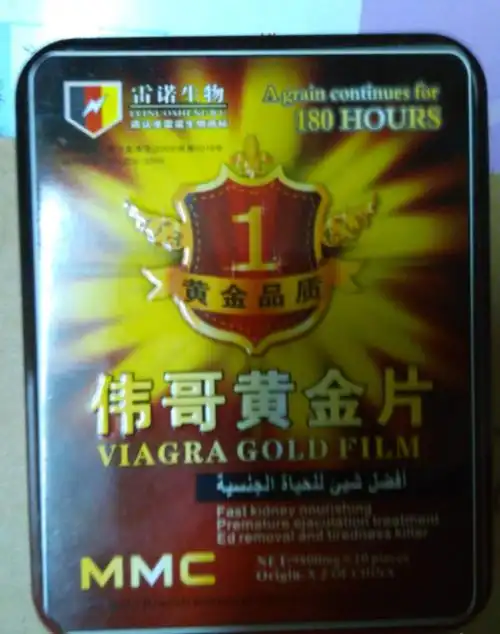 雷诺生物
A grain continues for
180 HOURS
1
黄金品质
伟哥黄金片
VIAGRA GOLD FILM
أفضل شيئ للحياة الجنسية
Fast kidney nourishing
Premature ejaculation treatment
Ed removal and tiredness killer
MMC